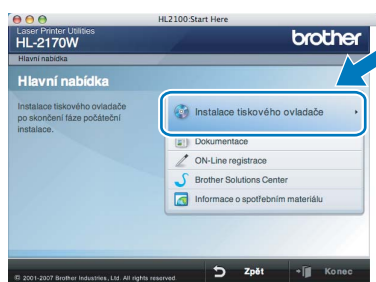 HL2100:Start Here
Laser Printer Utilities
HL-2170W
brother
Hlavní nabídka
Hlavní nabídka
Instalace tiskového ovladače
po skončení fáze počáteční
instalace.
Instalace tiskového ovladače
Dokumentace
ON-Line registrace
Brother Solutions Center
Informace o spotřebním materiálu
© 2001-2007 Brother Industries, Ltd. All rights reserved
Zpět
Konec